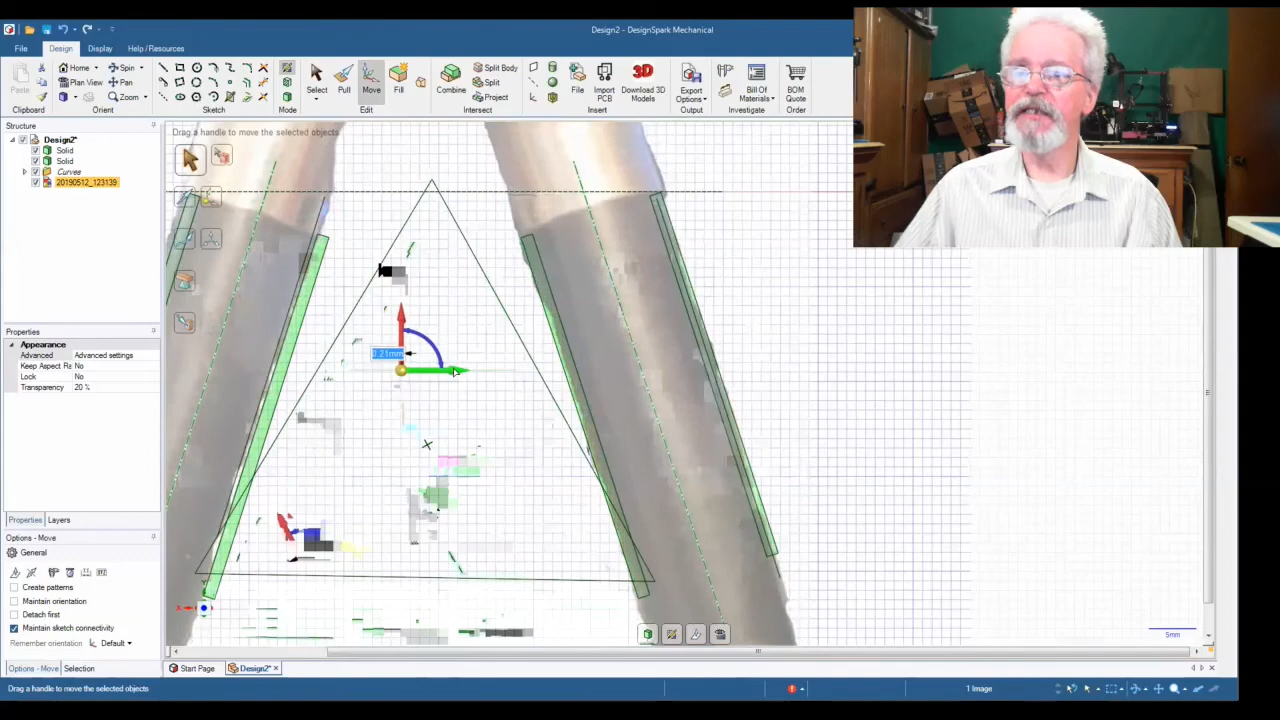 Design2 - DesignSpark Mechanical
File Design Display Help / Resources
Paste
Home
Plan View
Spin
Pan
Zoom
Select Pull Move Fill
Combine
Split Body
Split
Project
File Import PCB Download 3D Models
Export Options
Investigate
Bill Of Materials
BOM Quote
Clipboard Orient Sketch Mode Edit Intersect Insert Output Investigate Order
Structure
Design2*
Solid
Solid
Curves
20190512_123139
Drag a handle to move the selected objects
0.21mm
Properties
Appearance
Advanced Advanced settings
Keep Aspect Ra No
Lock No
Transparency 20 %
Properties Layers
Options - Move
General
Create patterns
Maintain orientation
Detach first
Maintain sketch connectivity
Remember orientation Default
Options - Move Selection
X
Y
5mm
Start Page Design2*
Drag a handle to move the selected objects
1 Image